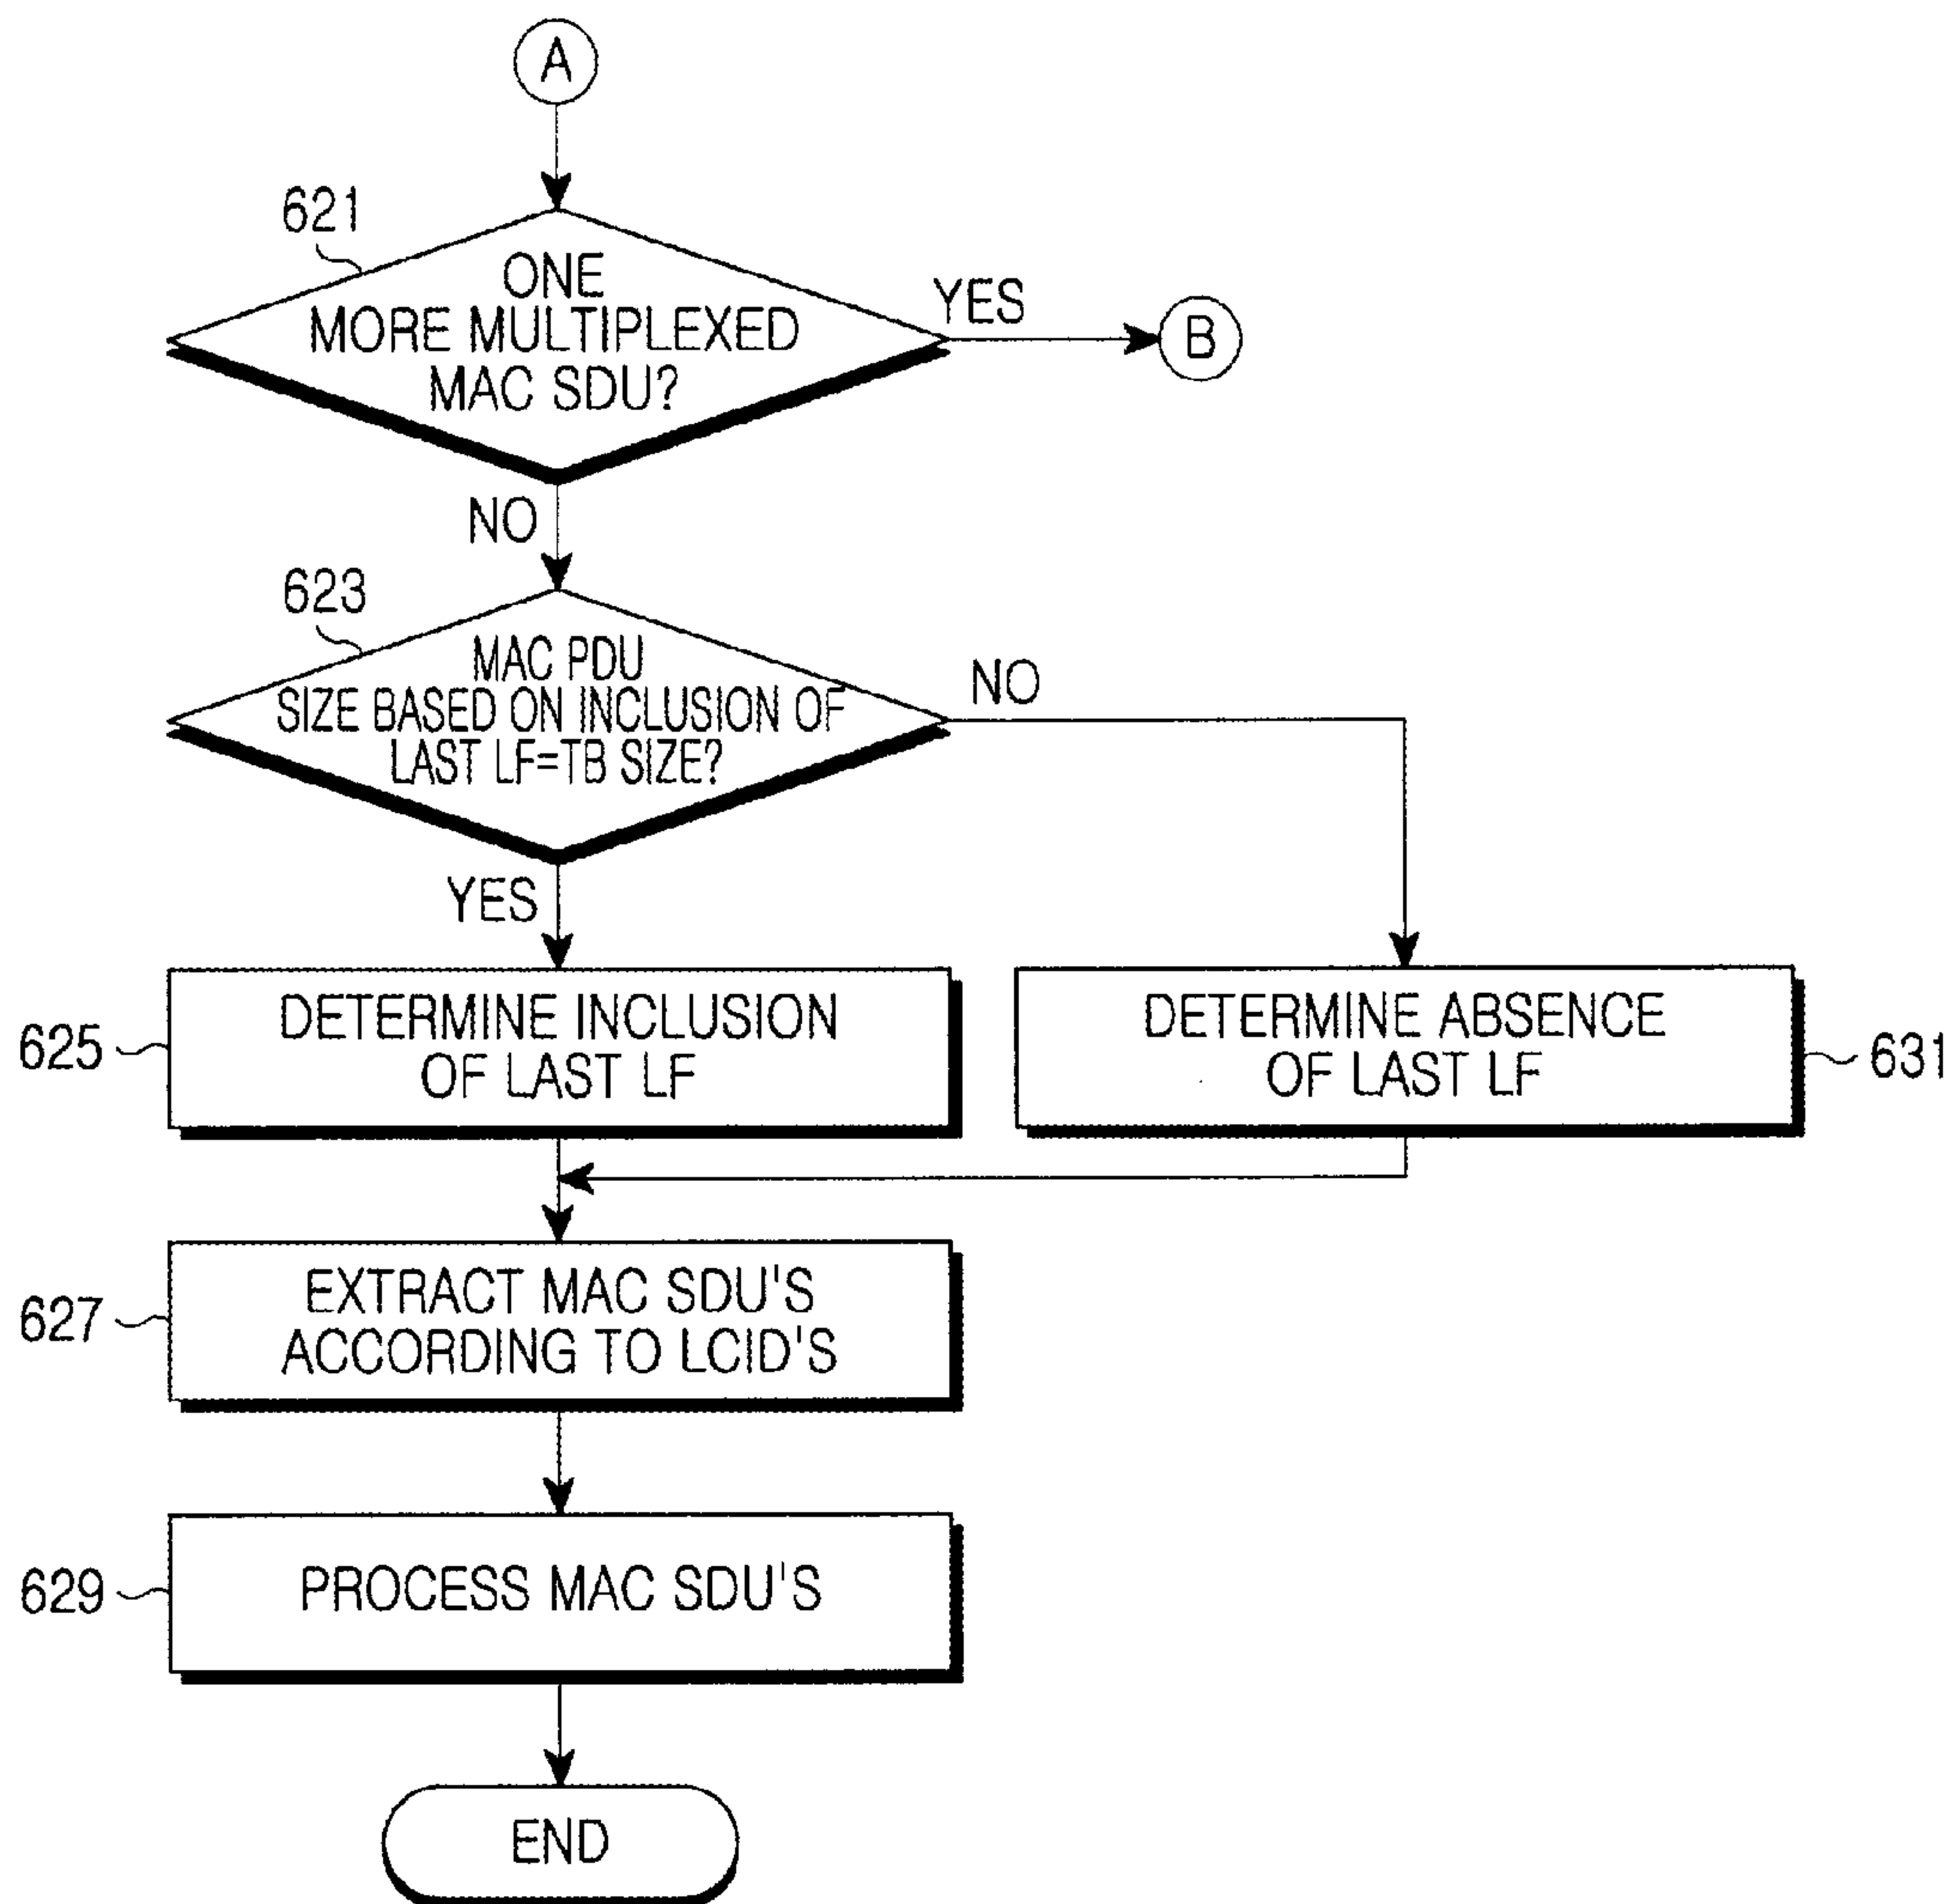 A
621
ONE
MORE MULTIPLEXED
MAC SDU?
YES
B
NO
623
MAC PDU
SIZE BASED ON INCLUSION OF
LAST LF=TB SIZE?
NO
YES
625
DETERMINE INCLUSION
OF LAST LF
DETERMINE ABSENCE
OF LAST LF
631
627
EXTRACT MAC SDU'S
ACCORDING TO LCID'S
629
PROCESS MAC SDU'S
END